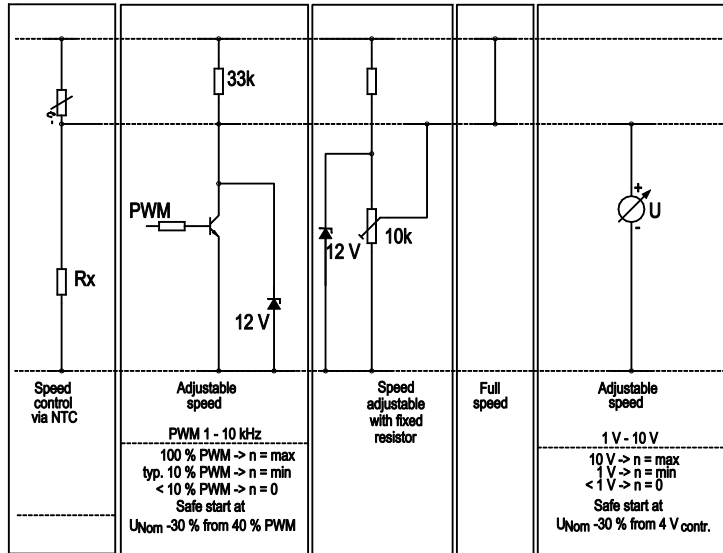 33k
-ϑ
PWM
Rx
12 V
12 V
10k
+
U
-
Speed
control
via NTC
Adjustable
speed
PWM 1 - 10 kHz
100 % PWM -> n = max
typ. 10 % PWM -> n = min
< 10 % PWM -> n = 0
Safe start at
UNom -30 % from 40 % PWM
Speed
adjustable
with fixed
resistor
Full
speed
Adjustable
speed
1 V - 10 V
10 V -> n = max
1 V -> n = min
< 1 V -> n = 0
Safe start at
UNom -30 % from 4 Vcontr.